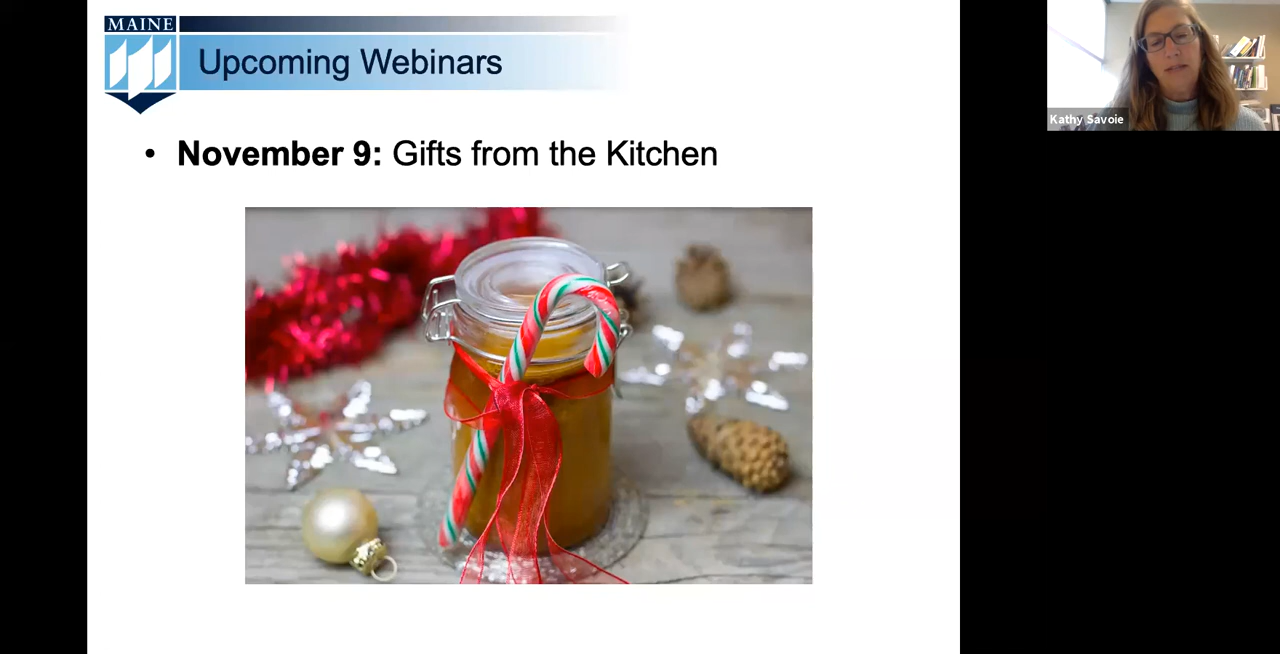 MAINE
Upcoming Webinars
• November 9: Gifts from the Kitchen
Kathy Savoie